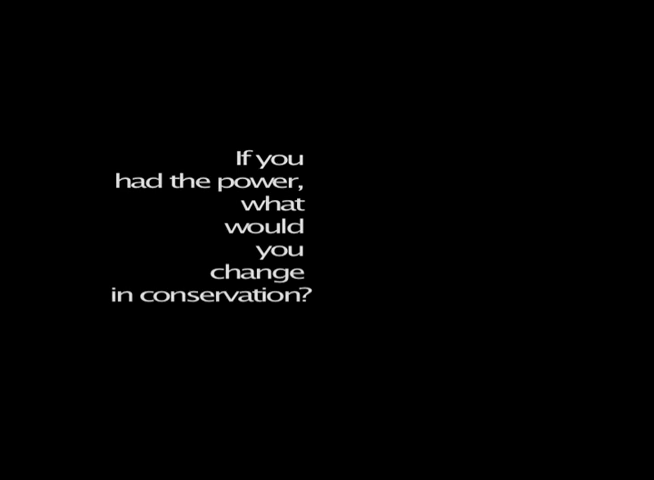 If you
had the power,
what
would
you
change
in conservation?